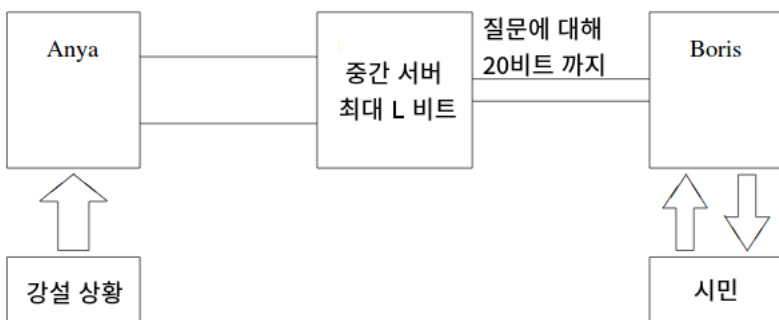 Anya
중간 서버
최대 L 비트
질문에 대해
20비트 까지
Boris
강설 상황
시민